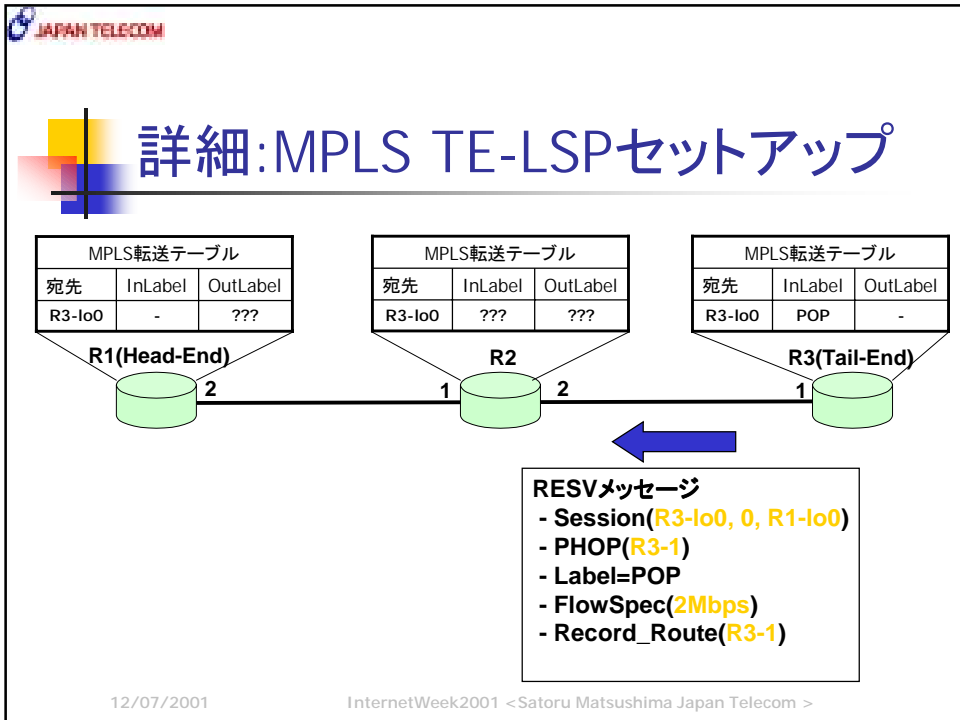 JAPAN TELECOM
詳細:MPLS TE-LSPセットアップ
MPLS転送テーブル
宛先 InLabel OutLabel
R3-lo0 - ???
MPLS転送テーブル
宛先 InLabel OutLabel
R3-lo0 ??? ???
MPLS転送テーブル
宛先 InLabel OutLabel
R3-lo0 POP -
R1(Head-End)
R2
R3(Tail-End)
2
1
2
1
RESVメッセージ
- Session(R3-lo0, 0, R1-lo0)
- PHOP(R3-1)
- Label=POP
- FlowSpec(2Mbps)
- Record_Route(R3-1)
12/07/2001
InternetWeek2001 <Satoru Matsushima Japan Telecom >